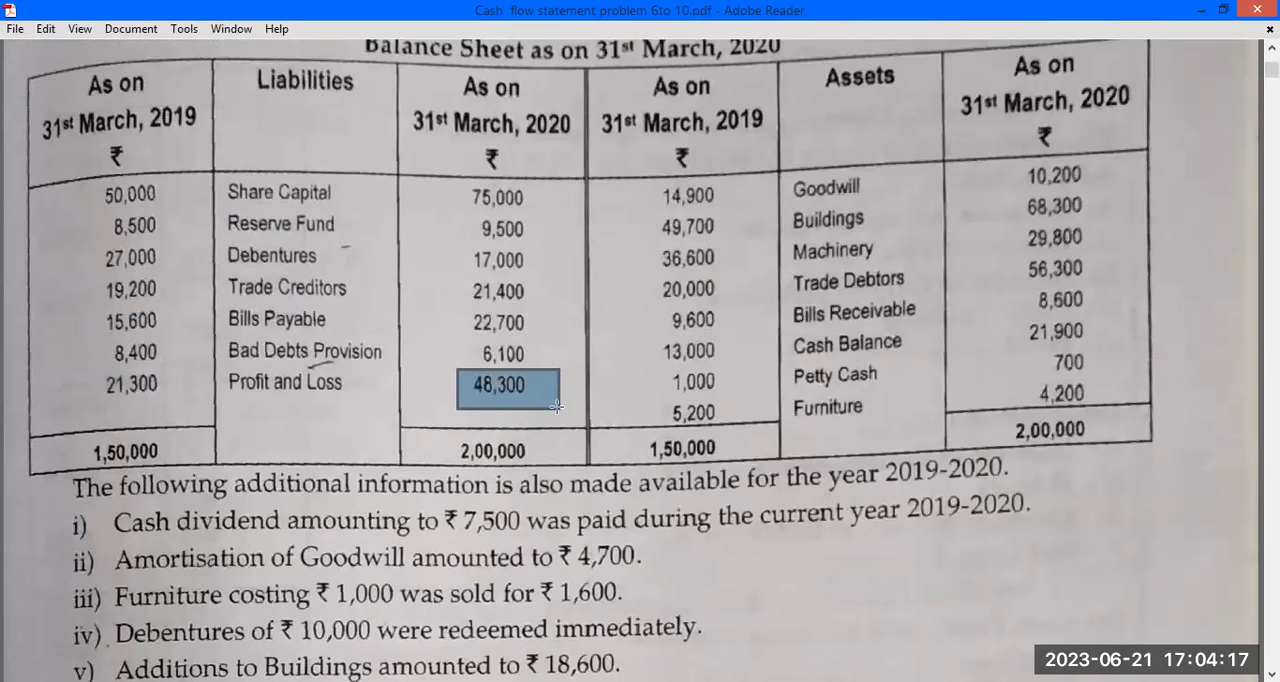 Cash flow statement problem 6to 10.pdf - Adobe Reader
File Edit View Document Tools Window Help
Balance Sheet as on 31st March, 2020
As on 31st March, 2019 ₹ Liabilities As on 31st March, 2020 ₹ As on 31st March, 2019 ₹ Assets As on 31st March, 2020 ₹
50,000 Share Capital 75,000 14,900 Goodwill 10,200
8,500 Reserve Fund 9,500 49,700 Buildings 68,300
27,000 Debentures 17,000 36,600 Machinery 29,800
19,200 Trade Creditors 21,400 20,000 Trade Debtors 56,300
15,600 Bills Payable 22,700 9,600 Bills Receivable 8,600
8,400 Bad Debts Provision 6,100 13,000 Cash Balance 21,900
21,300 Profit and Loss 48,300 1,000 Petty Cash 700
5,200 Furniture 4,200
1,50,000 2,00,000 1,50,000 2,00,000
The following additional information is also made available for the year 2019-2020.
i) Cash dividend amounting to ₹ 7,500 was paid during the current year 2019-2020.
ii) Amortisation of Goodwill amounted to ₹ 4,700.
iii) Furniture costing ₹ 1,000 was sold for ₹ 1,600.
iv) Debentures of ₹ 10,000 were redeemed immediately.
v) Additions to Buildings amounted to ₹ 18,600.
2023-06-21 17:04:17